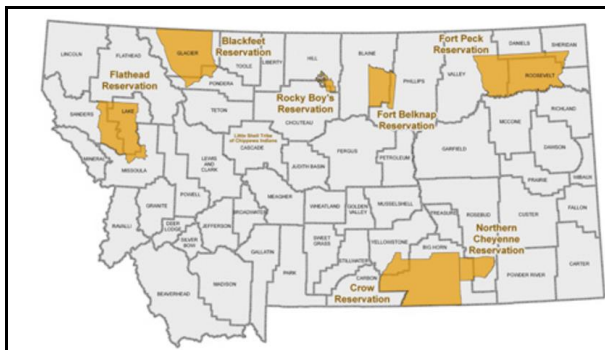 LINCOLN
FLATHEAD
GLACIER
Blackfeet
Reservation
TOOLE
LIBERTY
HILL
BLAINE
PHILLIPS
VALLEY
Fort Peck
Reservation
DANIELS
SHERIDAN
ROOSEVELT
Flathead
Reservation
PONDERA
TETON
Rocky Boy's
Reservation
CHOUTEAU
Fort Belknap
Reservation
RICHLAND
SANDERS
LAKE
Little Shell Tribe
of Chippewa Indians
CASCADE
MCCONE
DAWSON
MINERAL
MISSOULA
LEWIS
AND
CLARK
JUDITH BASIN
FERGUS
PETROLEUM
GARFIELD
WIBAUX
PRAIRIE
POWELL
GRANITE
MEAGHER
WHEATLAND
GOLDEN
VALLEY
MUSSELSHELL
TREASURE
ROSEBUD
CUSTER
FALLON
RAVALLI
DEER
LODGE
SILVER
BOW
JEFFERSON
BROADWATER
SWEET
GRASS
STILLWATER
YELLOWSTONE
BIG HORN
Northern
Cheyenne
Reservation
GALLATIN
PARK
CARBON
POWDER RIVER
CARTER
BEAVERHEAD
MADISON
Crow
Reservation